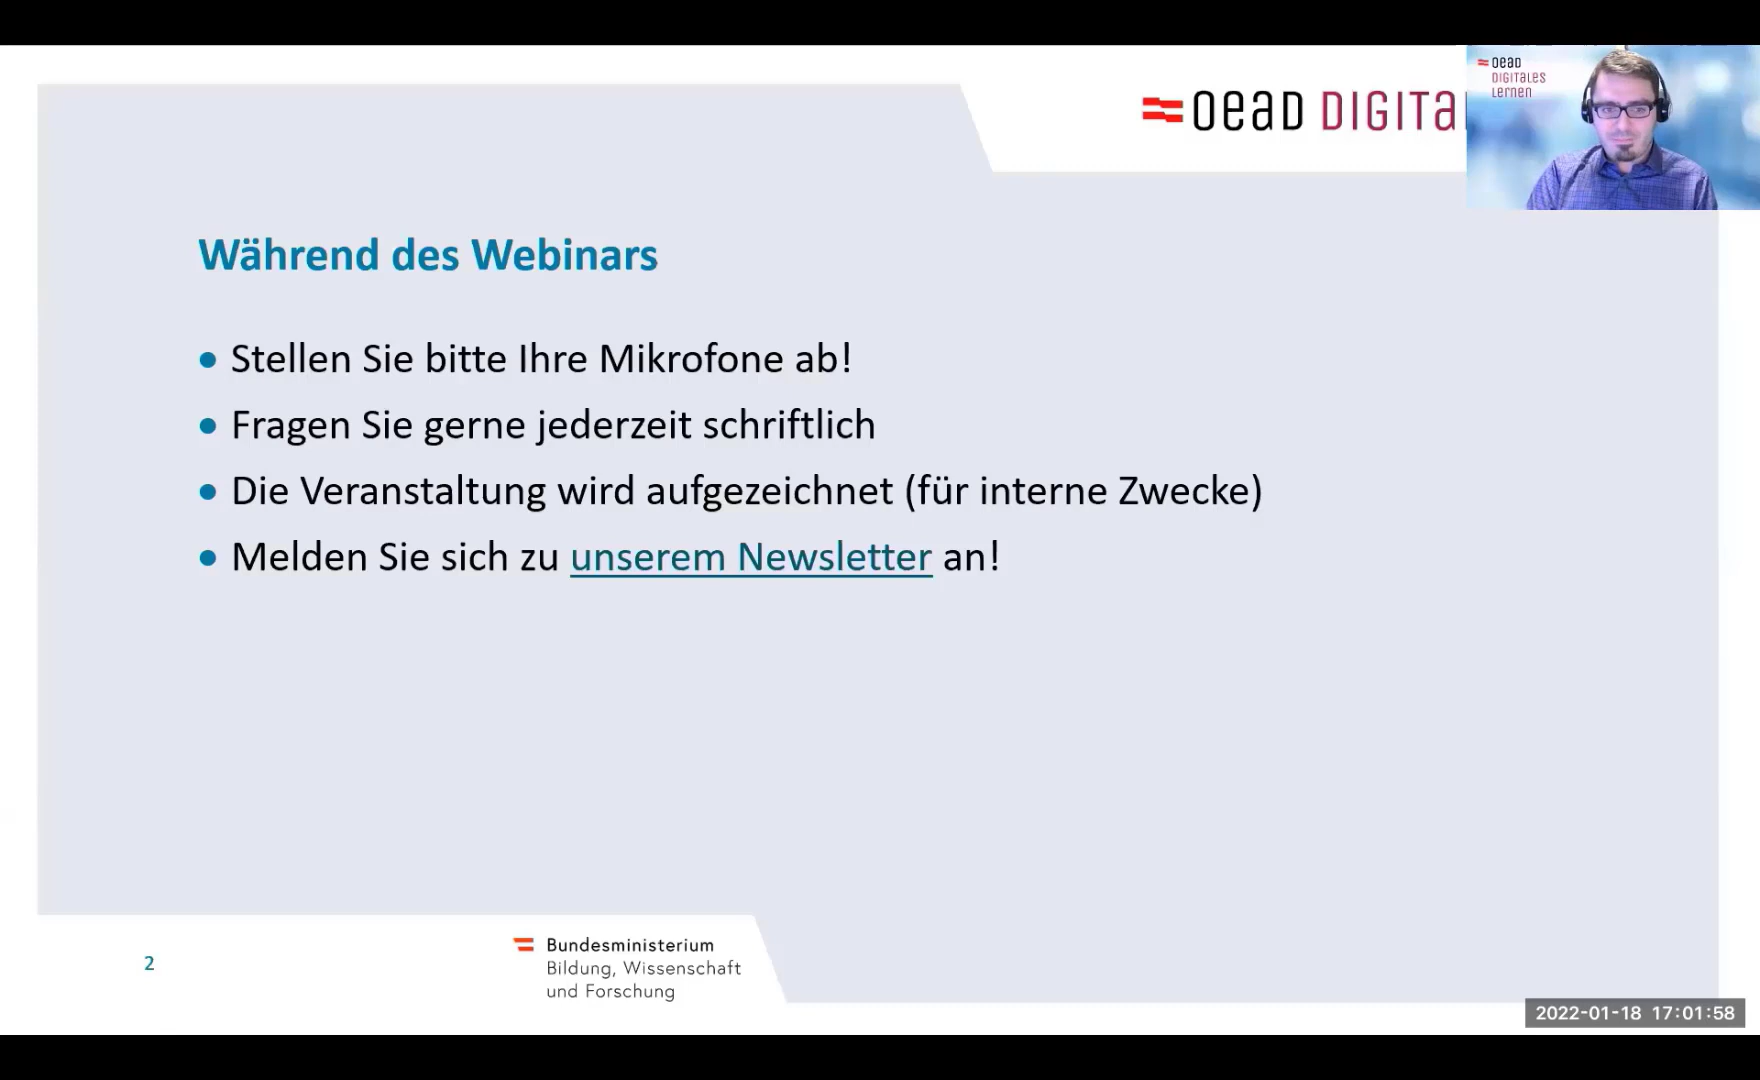 oead DIGITA
oead
DIGITALES
Lernen
Während des Webinars
• Stellen Sie bitte Ihre Mikrofone ab!
• Fragen Sie gerne jederzeit schriftlich
• Die Veranstaltung wird aufgezeichnet (für interne Zwecke)
• Melden Sie sich zu unserem Newsletter an!
2
Bundesministerium
Bildung, Wissenschaft
und Forschung
2022-01-18 17:01:58